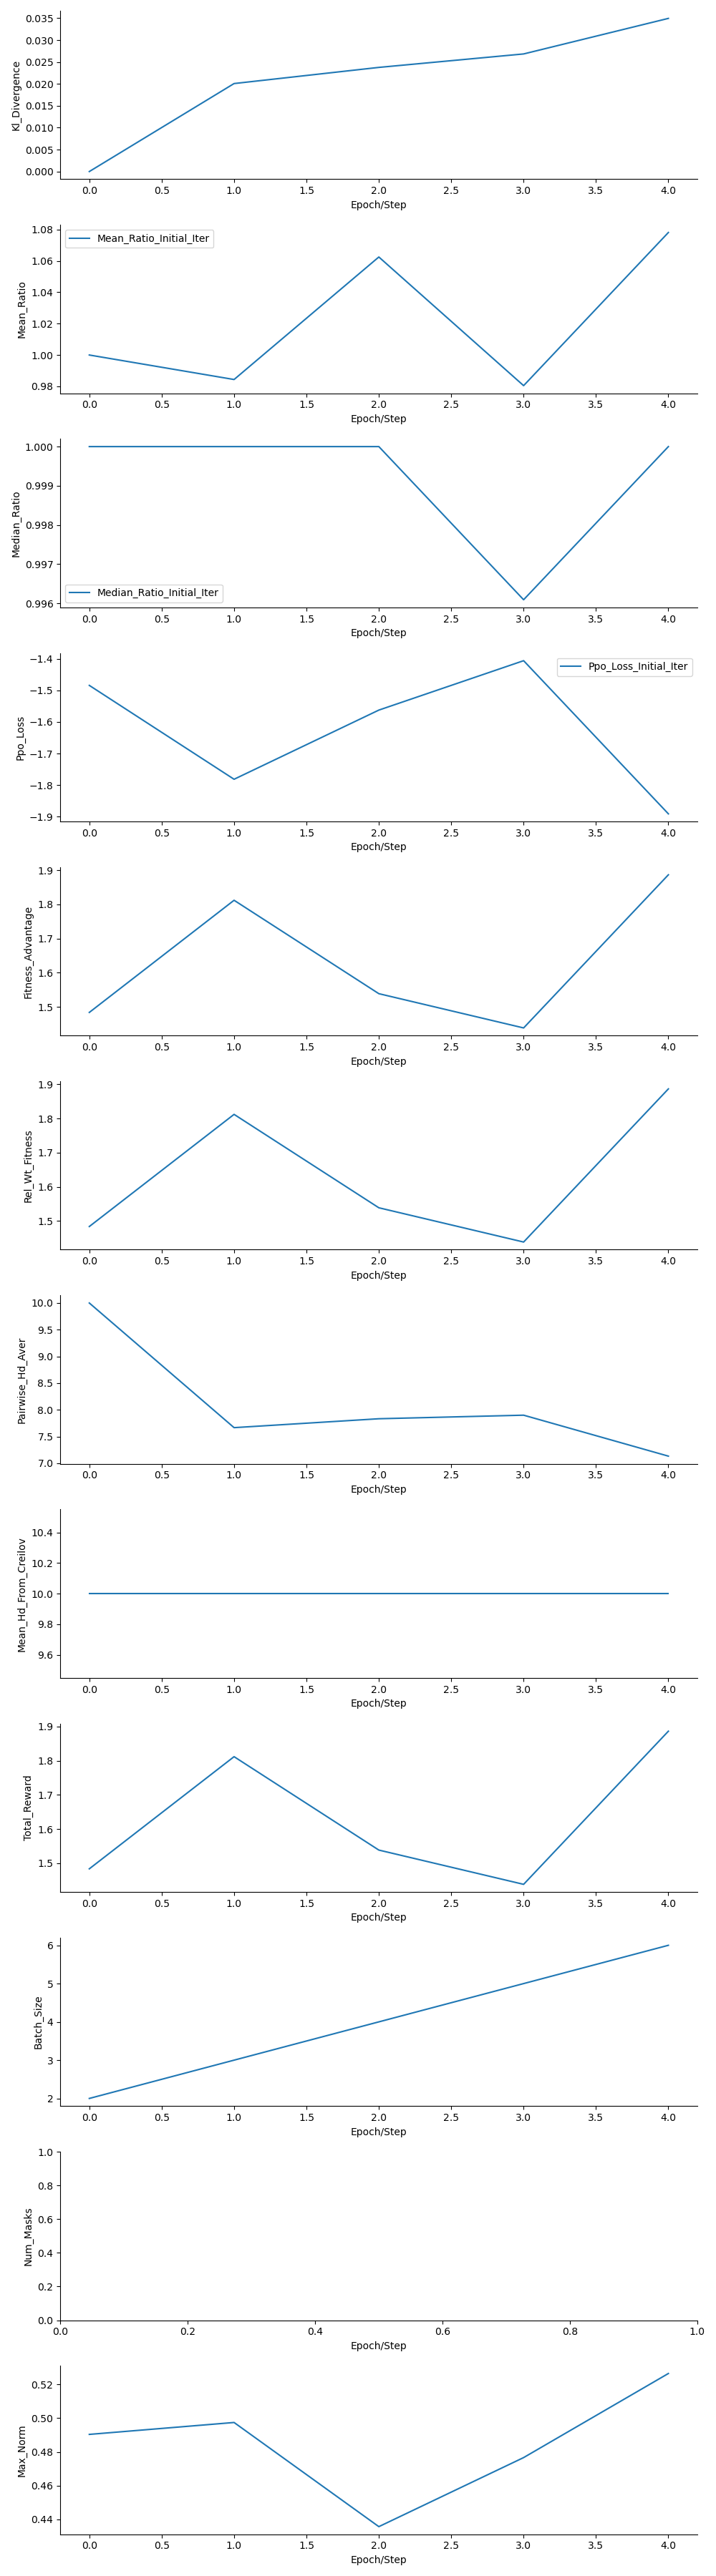 0.035
0.030
0.025
0.020
0.015
0.010
0.005
0.000
Kl_Divergence
0.0 0.5 1.0 1.5 2.0 2.5 3.0 3.5 4.0
Epoch/Step
Mean_Ratio_Initial_Iter
1.08
1.06
1.04
1.02
1.00
0.98
Mean_Ratio
0.0 0.5 1.0 1.5 2.0 2.5 3.0 3.5 4.0
Epoch/Step
1.000
0.999
0.998
0.997
0.996
Median_Ratio
Median_Ratio_Initial_Iter
0.0 0.5 1.0 1.5 2.0 2.5 3.0 3.5 4.0
Epoch/Step
Ppo_Loss_Initial_Iter
−1.4
−1.5
−1.6
−1.7
−1.8
−1.9
Ppo_Loss
0.0 0.5 1.0 1.5 2.0 2.5 3.0 3.5 4.0
Epoch/Step
1.9
1.8
1.7
1.6
1.5
Fitness_Advantage
0.0 0.5 1.0 1.5 2.0 2.5 3.0 3.5 4.0
Epoch/Step
1.9
1.8
1.7
1.6
1.5
Rel_Wt_Fitness
0.0 0.5 1.0 1.5 2.0 2.5 3.0 3.5 4.0
Epoch/Step
10.0
9.5
9.0
8.5
8.0
7.5
7.0
Pairwise_Hd_Aver
0.0 0.5 1.0 1.5 2.0 2.5 3.0 3.5 4.0
Epoch/Step
10.4
10.2
10.0
9.8
9.6
Mean_Hd_From_Creilov
0.0 0.5 1.0 1.5 2.0 2.5 3.0 3.5 4.0
Epoch/Step
1.9
1.8
1.7
1.6
1.5
Total_Reward
0.0 0.5 1.0 1.5 2.0 2.5 3.0 3.5 4.0
Epoch/Step
6
5
4
3
2
Batch_Size
0.0 0.5 1.0 1.5 2.0 2.5 3.0 3.5 4.0
Epoch/Step
1.0
0.8
0.6
0.4
0.2
0.0
Num_Masks
0.0 0.2 0.4 0.6 0.8 1.0
Epoch/Step
0.52
0.50
0.48
0.46
0.44
Max_Norm
0.0 0.5 1.0 1.5 2.0 2.5 3.0 3.5 4.0
Epoch/Step